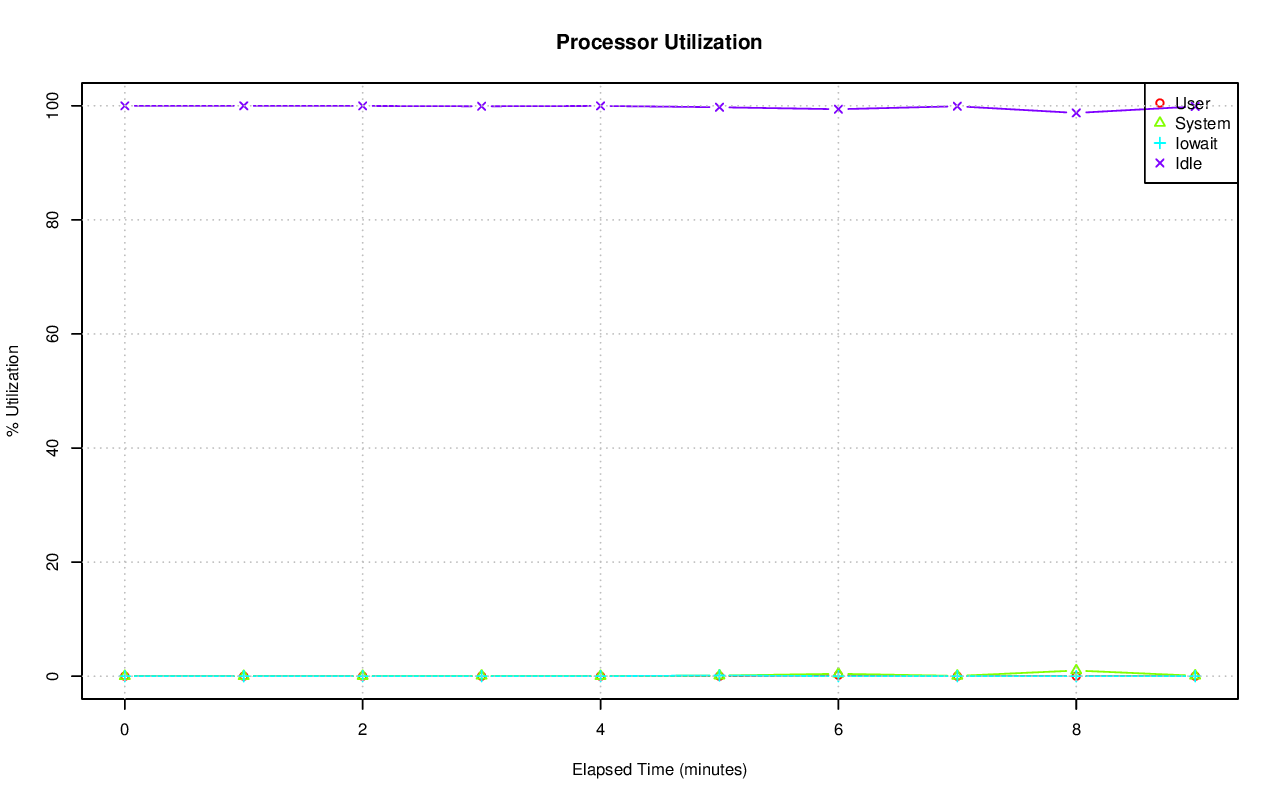 Processor Utilization
% Utilization
100
80
60
40
20
0
User
System
Iowait
Idle
0 2 4 6 8
Elapsed Time (minutes)